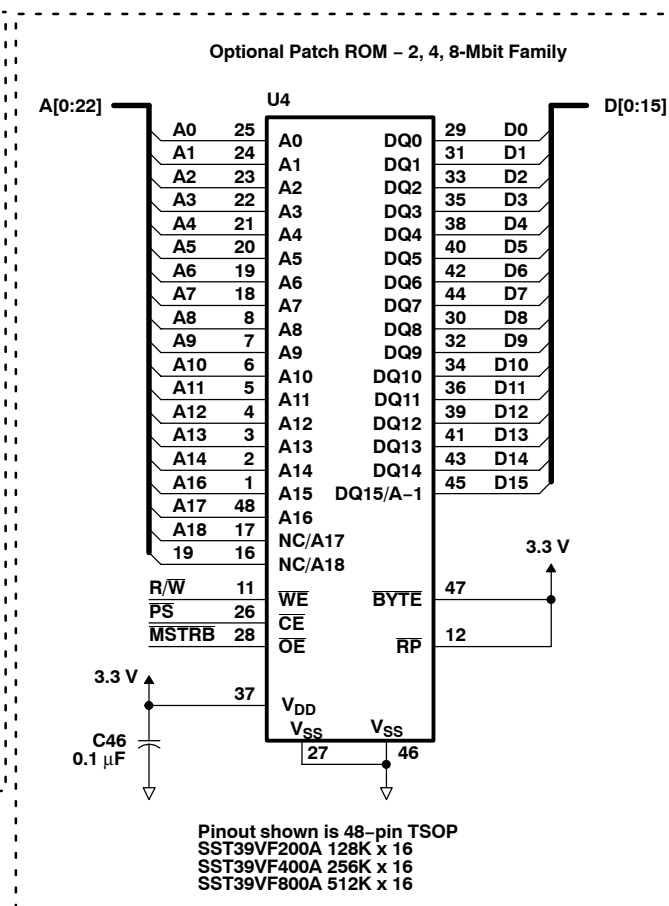 Optional Patch ROM – 2, 4, 8-Mbit Family
A[0:22] U4 D[0:15]
A0 25 A0 DQ0 29 D0
A1 24 A1 DQ1 31 D1
A2 23 A2 DQ2 33 D2
A3 22 A3 DQ3 35 D3
A4 21 A4 DQ4 38 D4
A5 20 A5 DQ5 40 D5
A6 19 A6 DQ6 42 D6
A7 18 A7 DQ7 44 D7
A8 8 A8 DQ8 30 D8
A9 7 A9 DQ9 32 D9
A10 6 A10 DQ10 34 D10
A11 5 A11 DQ11 36 D11
A12 4 A12 DQ12 39 D12
A13 3 A13 DQ13 41 D13
A14 2 A14 DQ14 43 D14
A16 1 A15 DQ15/A–1 45 D15
A17 48 A16
A18 17 NC/A17
19 16 NC/A18
3.3 V
R/W̅ 11 W̅E̅ B̅Y̅T̅E̅ 47
P̅S̅ 26 C̅E̅
M̅S̅T̅R̅B̅ 28 O̅E̅ R̅P̅ 12
3.3 V
37 VDD
VSS VSS
27 46
C46
0.1 μF
Pinout shown is 48–pin TSOP
SST39VF200A 128K x 16
SST39VF400A 256K x 16
SST39VF800A 512K x 16